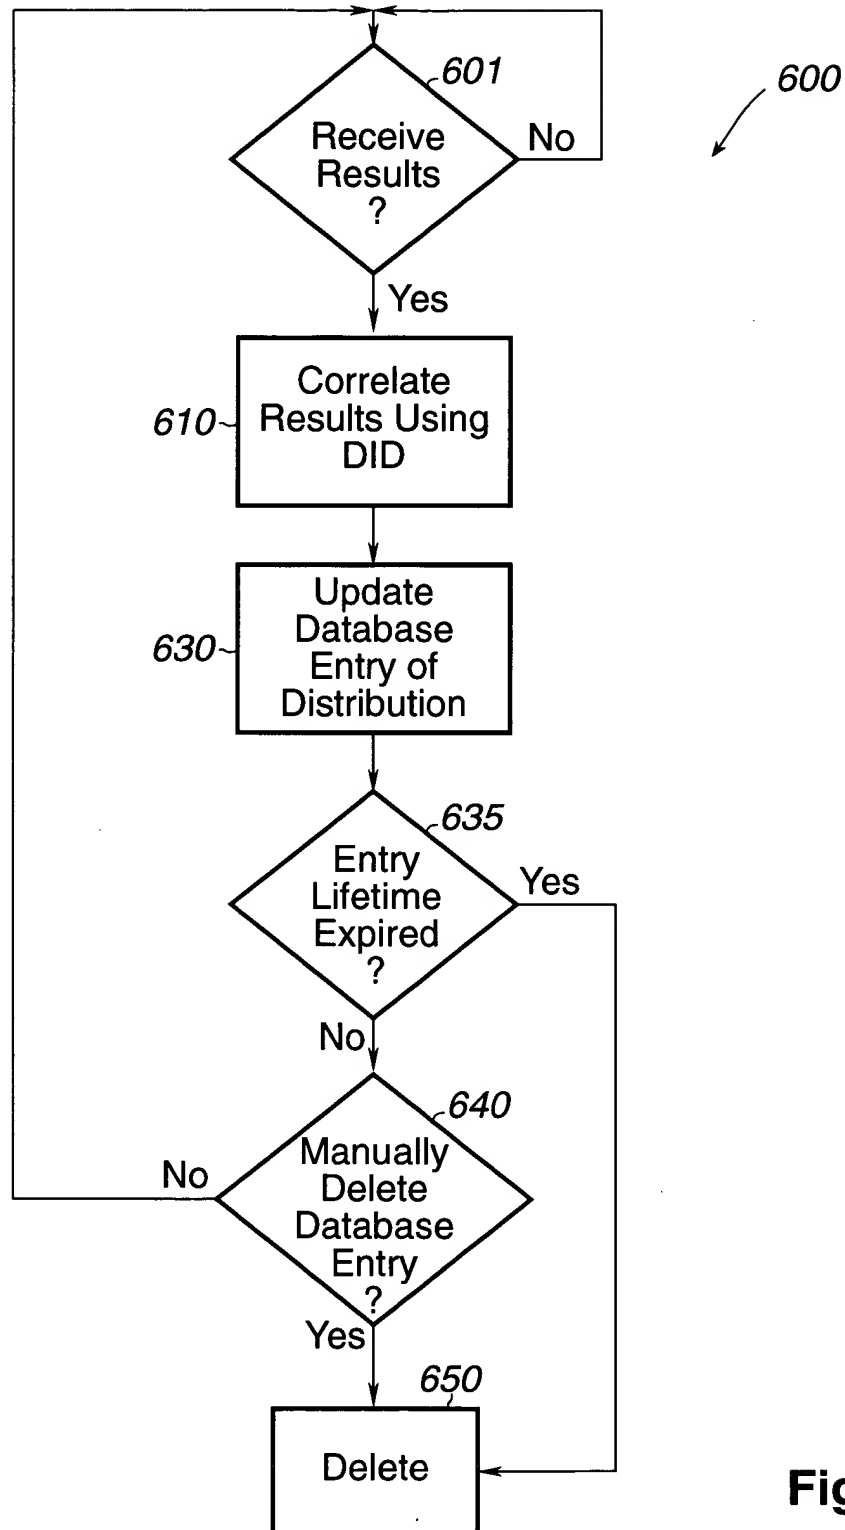 601
600
Receive
Results
?
No
Yes
610
Correlate
Results Using
DID
630
Update
Database
Entry of
Distribution
635
Entry
Lifetime
Expired
?
Yes
No
640
Manually
Delete
Database
Entry
?
No
Yes
650
Delete
Fig